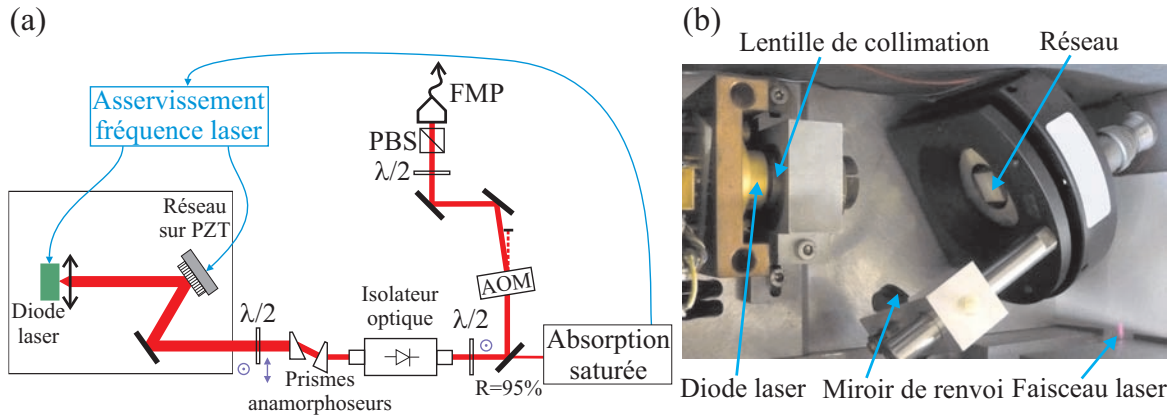 (a)
Asservissement
fréquence laser
FMP
PBS
λ/2
Réseau
sur PZT
Diode
laser
λ/2
Prismes
anamorphoseurs
Isolateur
optique
λ/2
AOM
R=95%
Absorption
saturée
(b)
Lentille de collimation
Réseau
Diode laser
Miroir de renvoi
Faisceau laser